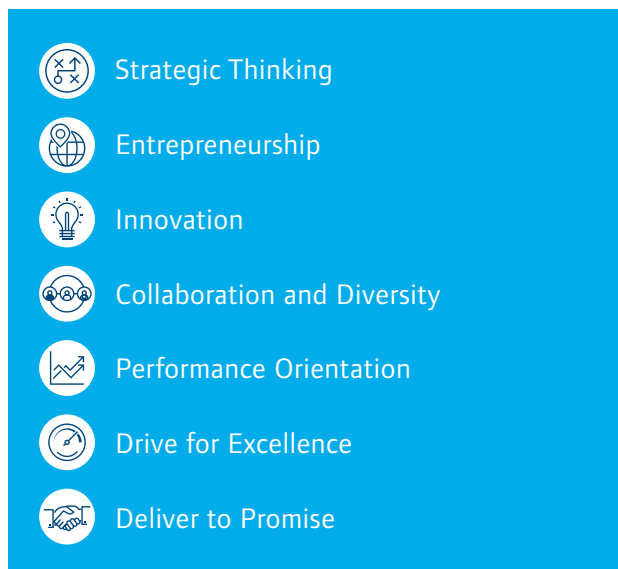 Strategic Thinking
Entrepreneurship
Innovation
Collaboration and Diversity
Performance Orientation
Drive for Excellence
Deliver to Promise